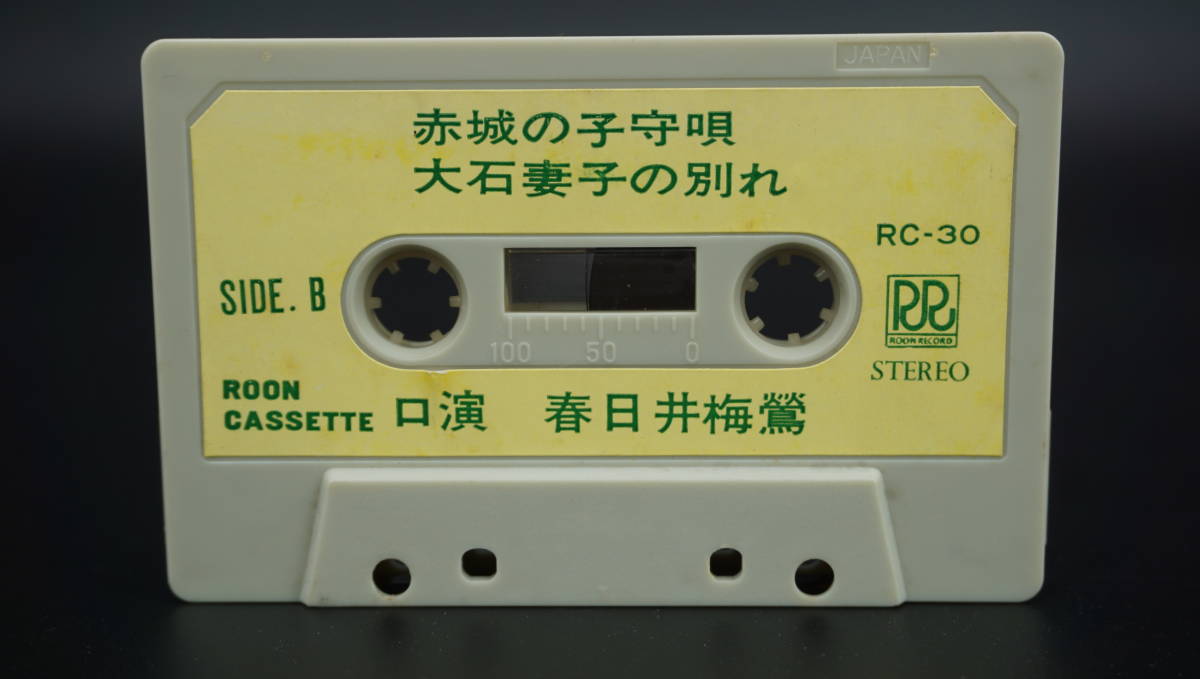 JAPAN
赤城の子守唄
大石妻子の別れ
RC-30
SIDE. B
ROON RECORD
100 50 0
STEREO
ROON
CASSETTE
口演 春日井梅鶯